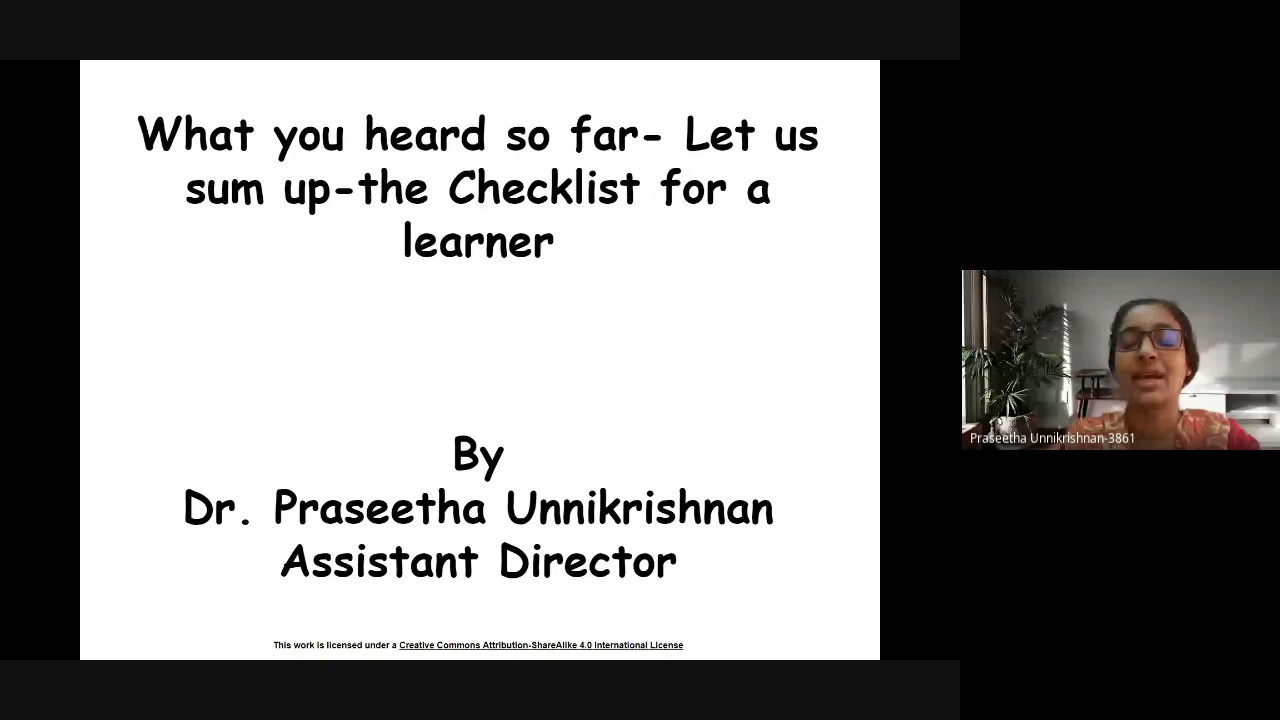 What you heard so far- Let us
sum up-the Checklist for a
learner
By
Dr. Praseetha Unnikrishnan
Assistant Director
This work is licensed under a Creative Commons Attribution-ShareAlike 4.0 International License
Praseetha Unnikrishnan-3861